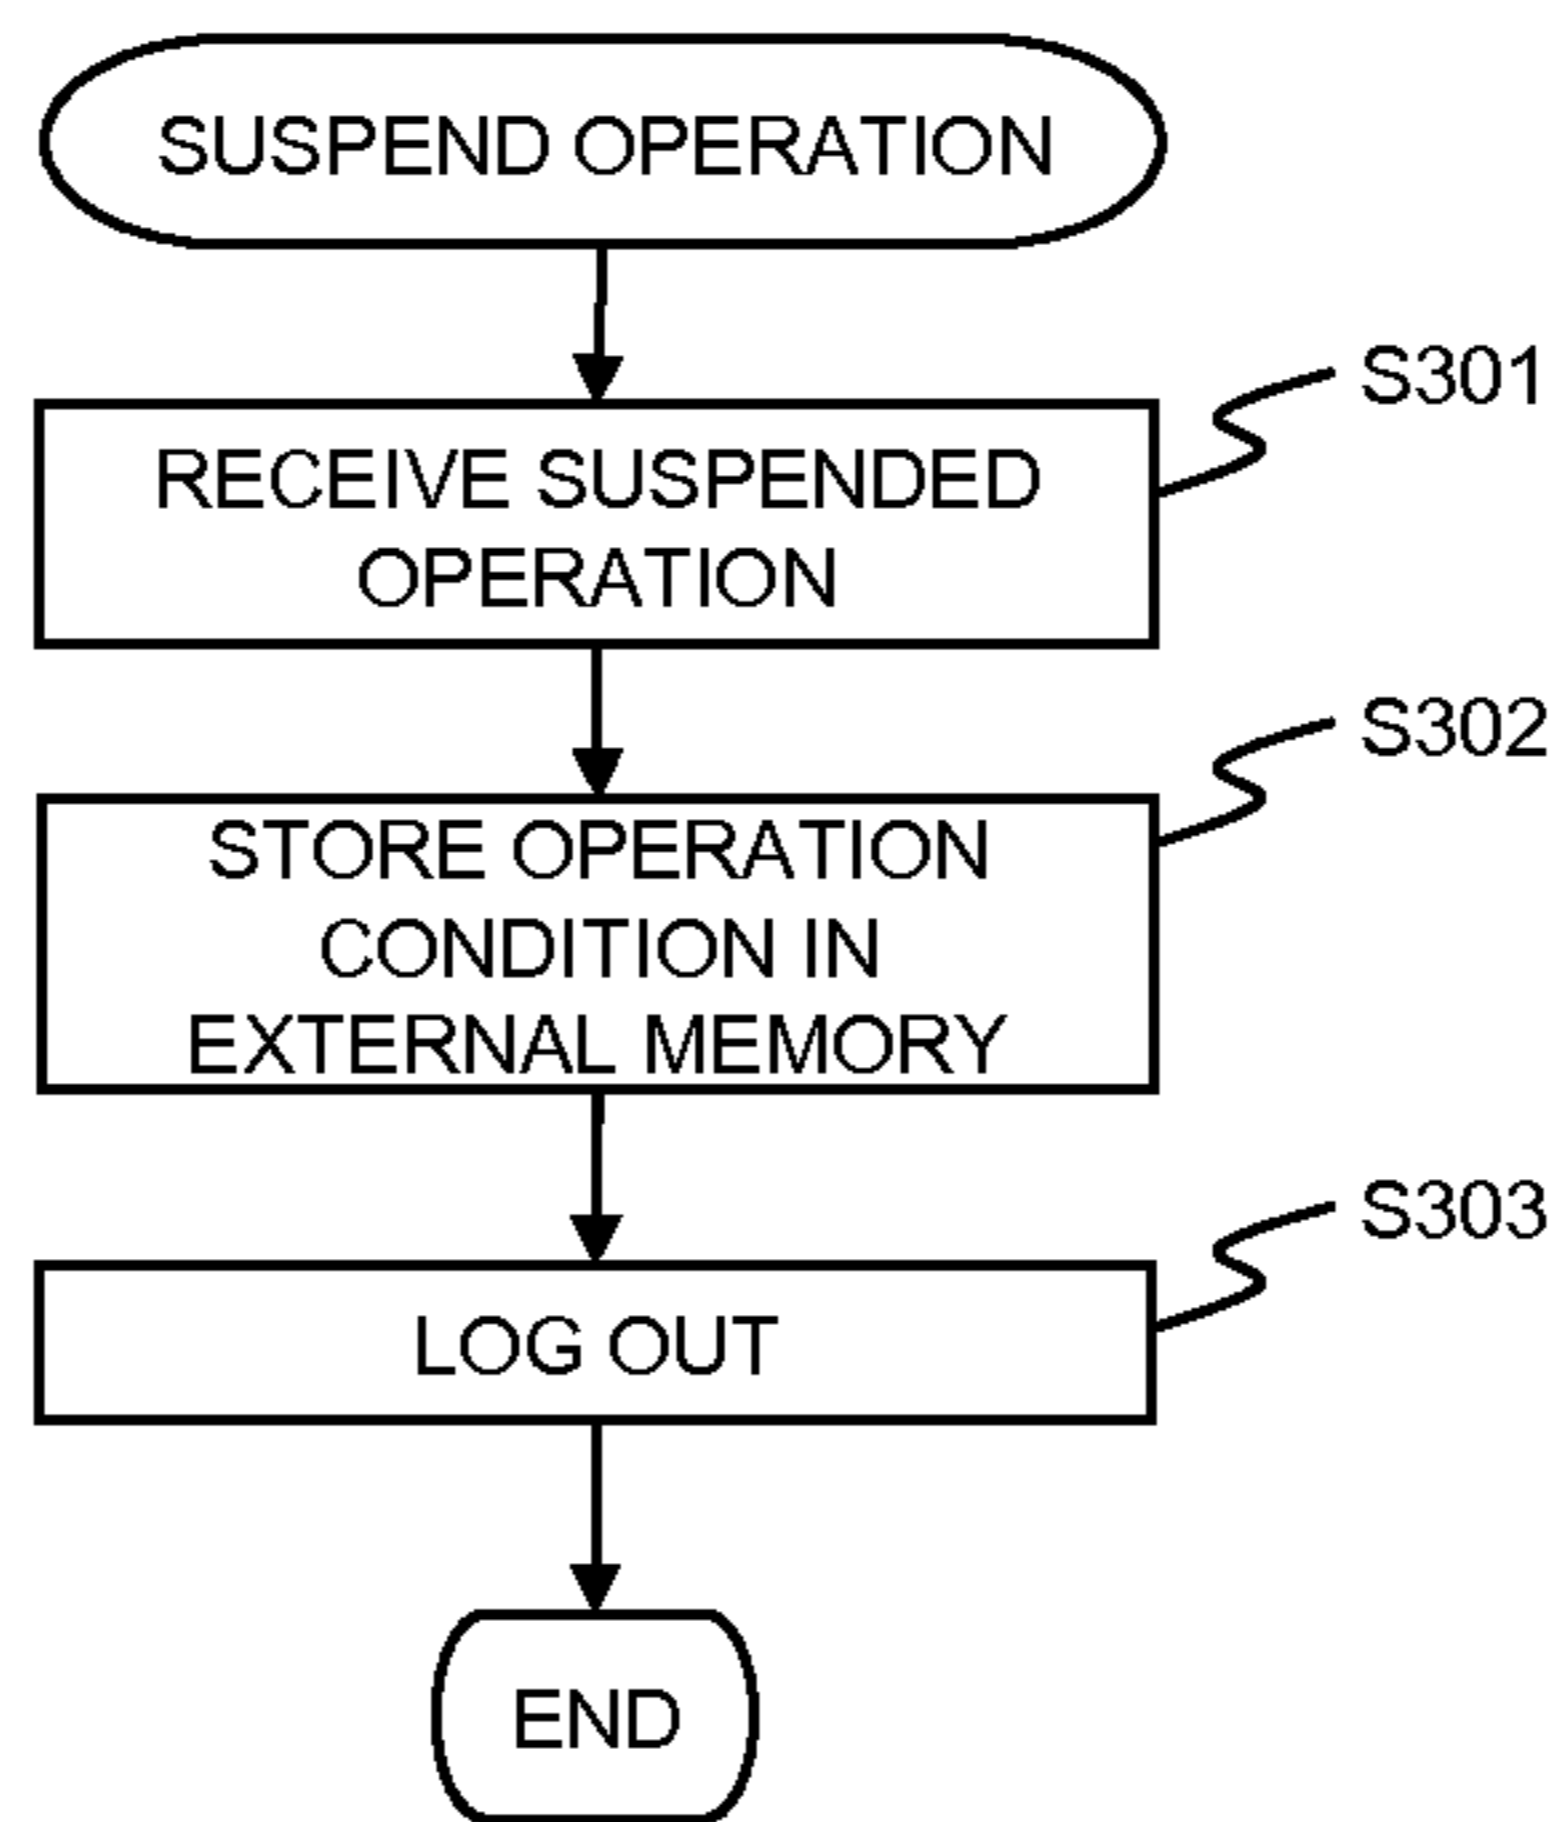 SUSPEND OPERATION
S301
RECEIVE SUSPENDED
OPERATION
S302
STORE OPERATION
CONDITION IN
EXTERNAL MEMORY
S303
LOG OUT
END